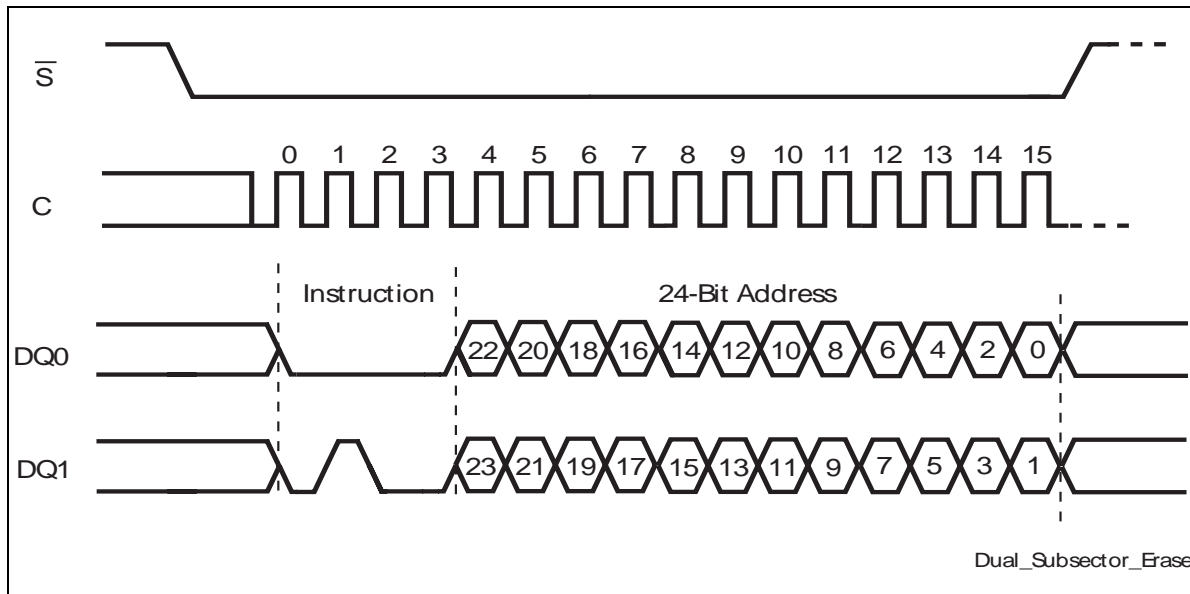 S
0 1 2 3 4 5 6 7 8 9 10 11 12 13 14 15
C
Instruction 24-Bit Address
DQ0 22 20 18 16 14 12 10 8 6 4 2 0
DQ1 23 21 19 17 15 13 11 9 7 5 3 1
Dual_Subsector_Erase